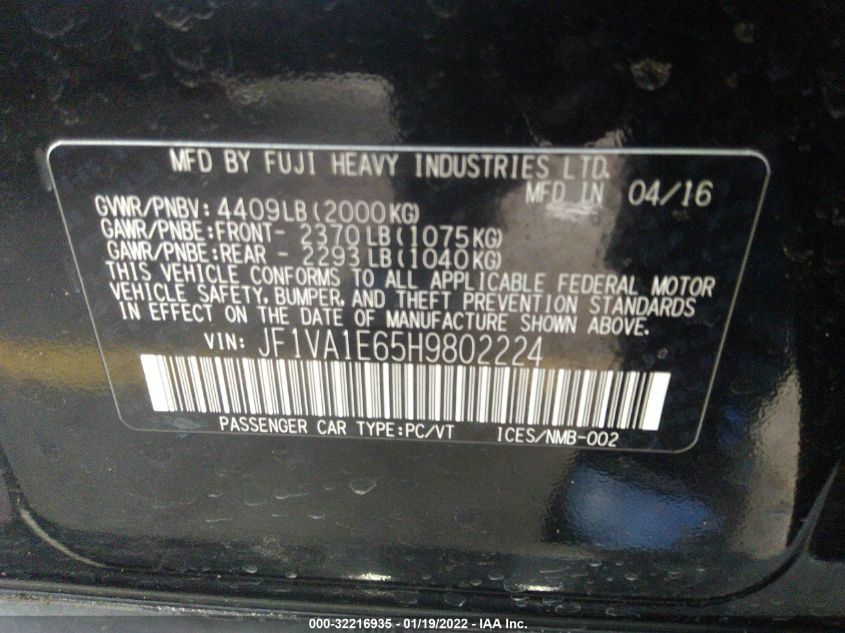 MFD BY FUJI HEAVY INDUSTRIES LTD.
MFD IN 04/16
GVWR/PNBV: 4409LB(2000KG)
GAWR/PNBE:FRONT- 2370LB(1075KG)
GAWR/PNBE:REAR - 2293LB(1040KG)
THIS VEHICLE CONFORMS TO ALL APPLICABLE FEDERAL MOTOR
VEHICLE SAFETY, BUMPER, AND THEFT PREVENTION STANDARDS
IN EFFECT ON THE DATE OF MANUFACTURE SHOWN ABOVE.
VIN: JF1VA1E65H9802224
PASSENGER CAR TYPE:PC/VT ICES/NMB-002
000-32216935 - 01/19/2022 - IAA Inc.